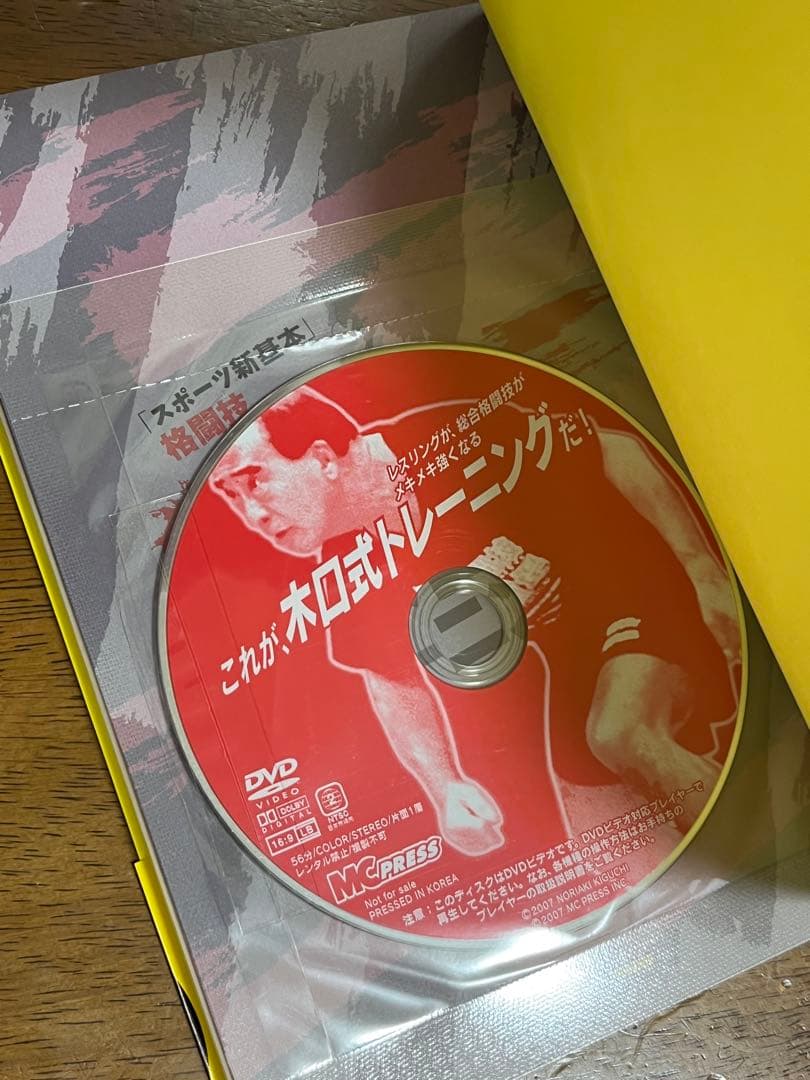 「スポーツ新基本」
格闘技
レスリングが、総合格闘技が
メキメキ強くなる
これが、木口式トレーニングだ!
DVD
VIDEO
DOLBY
DIGITAL
2
NTSC
日本市場向
16:9 LB
56分/COLOR/STEREO/片面1層
レンタル禁止/複製不可
MC PRESS
Not for sale
PRESSED IN KOREA
注意:このディスクはDVDビデオです。DVDビデオ対応プレイヤーで
再生してください。なお、各機種の操作方法はお手持ちの
プレイヤーの取扱説明書をご覧ください。
©2007 NORIAKI KIGUCHI
©2007 MC PRESS INC.